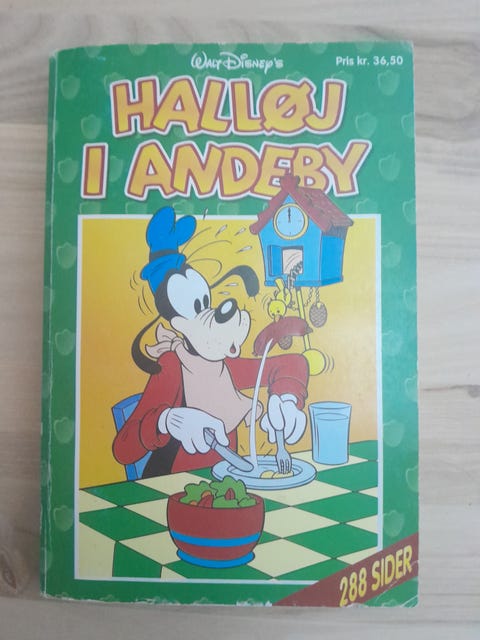 Walt Disney's
Pris kr. 36,50
HALLØJ
I ANDEBY
288 SIDER